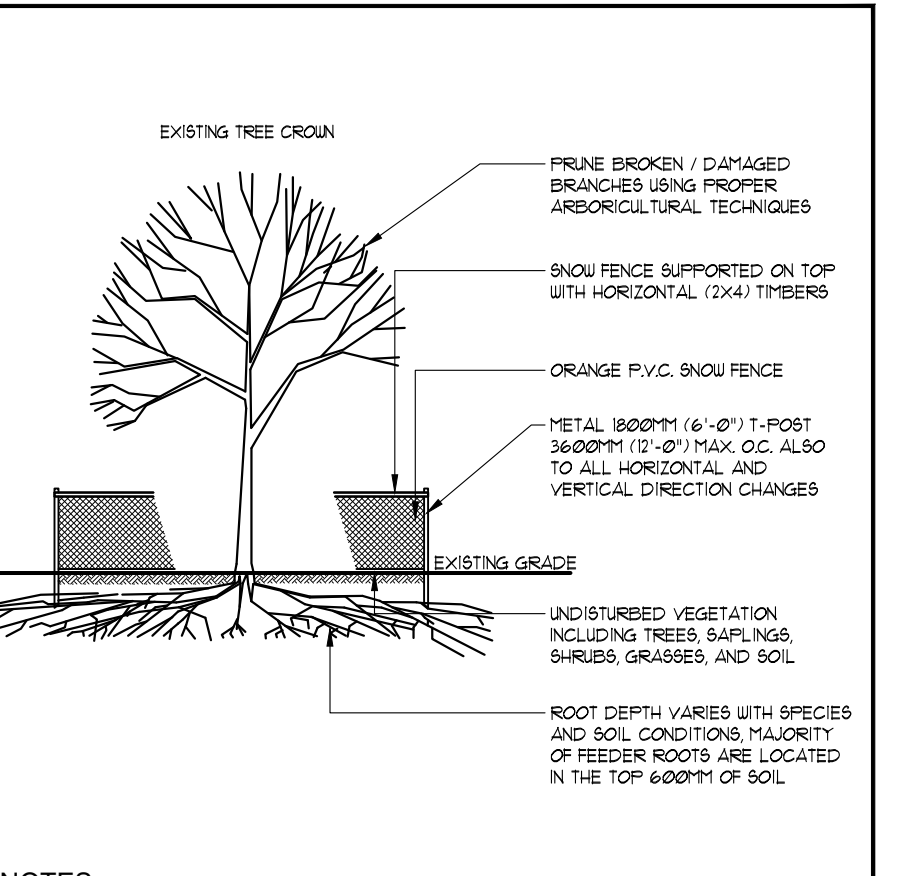 EXISTING TREE CROWN
PRUNE BROKEN / DAMAGED
BRANCHES USING PROPER
ARBORICULTURAL TECHNIQUES
SNOW FENCE SUPPORTED ON TOP
WITH HORIZONTAL (2X4) TIMBERS
ORANGE P.V.C. SNOW FENCE
METAL 1800MM (6'-0") T-POST
3600MM (12'-0") MAX. O.C. ALSO
TO ALL HORIZONTAL AND
VERTICAL DIRECTION CHANGES
EXISTING GRADE
UNDISTURBED VEGETATION
INCLUDING TREES, SAPLINGS,
SHRUBS, GRASSES, AND SOIL
ROOT DEPTH VARIES WITH SPECIES
AND SOIL CONDITIONS, MAJORITY
OF FEEDER ROOTS ARE LOCATED
IN THE TOP 600MM OF SOIL
NOTES